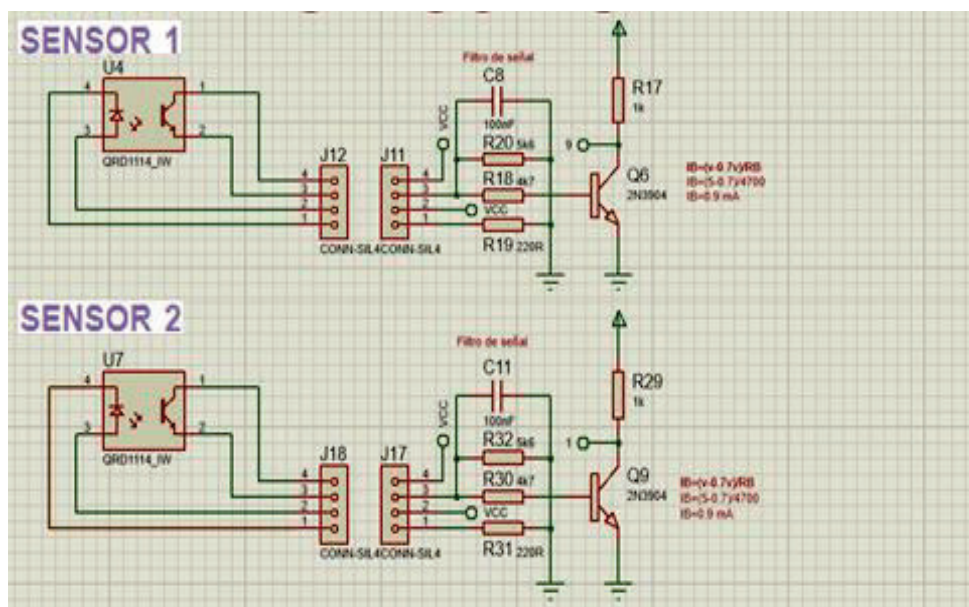 SENSOR 1
U4
4
1
3
2
QRD1114_IW
J12
4
3
2
1
CONN-SIL4
J11
4
3
2
1
CONN-SIL4
VCC
VCC
Filtro de señal
C8
100nF
R20 5k6
R18 4k7
R19 220R
R17
1k
9
Q6
2N3904
IB=(v-0.7v)/RB
IB=(5-0.7)/4700
IB=0.9 mA
SENSOR 2
U7
4
1
3
2
QRD1114_IW
J18
4
3
2
1
CONN-SIL4
J17
4
3
2
1
CONN-SIL4
VCC
VCC
Filtro de señal
C11
100nF
R32 5k6
R30 4k7
R31 220R
R29
1k
1
Q9
2N3904
IB=(v-0.7v)/RB
IB=(5-0.7)/4700
IB=0.9 mA